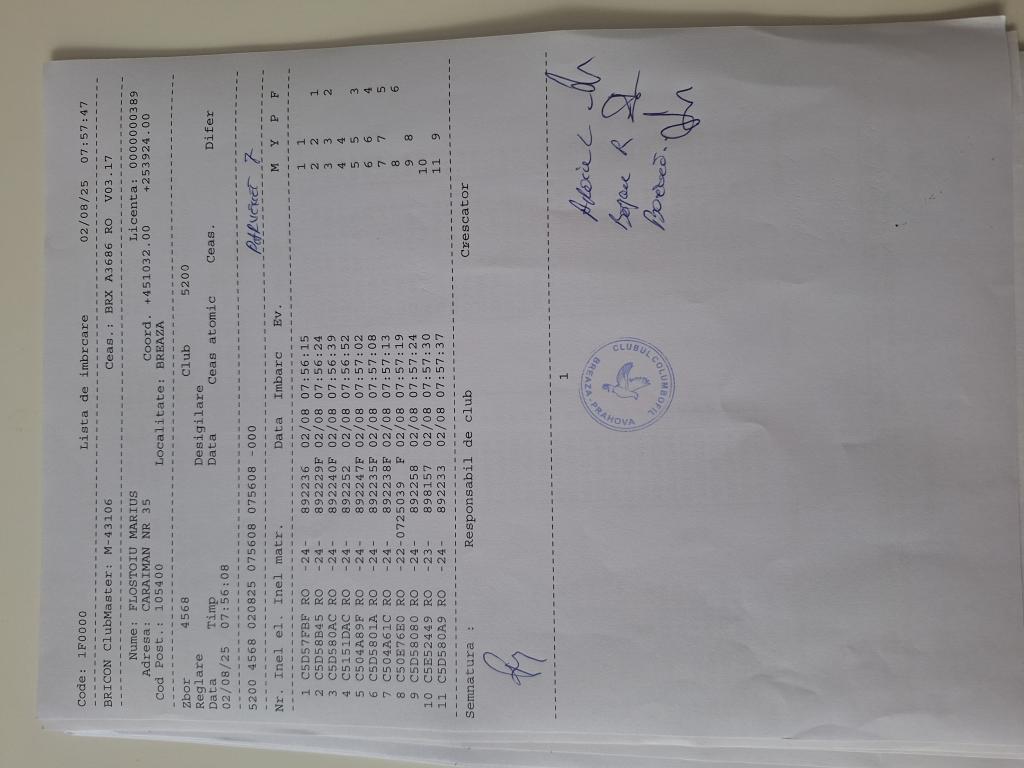 Code: 1F0000 Lista de imbrcare 02/08/25 07:57:47
BRICON ClubMaster: M-43106 Ceas.: BRX A3686 RO V03.17
Nume: FLOSTOIU MARIUS Licenta: 0000000389
Adresa: CARAIMAN NR 35 Coord. +451032.00 +253924.00
Cod Post.: 105400 Localitate: BREAZA
Zbor 4568 Club 5200
Reglare Desigilare
Data Timp Data Ceas atomic Ceas. Difer
02/08/25 07:56:08
5200 4568 020825 075608 075608 -000
Nr. Inel el. Inel matr. Data Imbarc Ev. M Y P F
1 C5D57FBF RO -24- 892236 02/08 07:56:15 1 1
2 C5D58B45 RO -24- 892229F 02/08 07:56:24 2 2 1
3 C5D580AC RO -24- 892240F 02/08 07:56:39 3 3 2
4 C5151DAC RO -24- 892252 02/08 07:56:52 4 4
5 C504A89F RO -24- 892247F 02/08 07:57:02 5 5 3
6 C5D5801A RO -24- 892235F 02/08 07:57:08 6 6 4
7 C504A61C RO -24- 892238F 02/08 07:57:13 7 7 5
8 C50E76E0 RO -22-0725039 F 02/08 07:57:19 8 6
9 C5D58080 RO -24- 892258 02/08 07:57:24 9 8
10 C5E52449 RO -23- 898157 02/08 07:57:30 10
11 C5D580A9 RO -24- 892233 02/08 07:57:37 11 9
Semnatura : Responsabil de club Crescator
1
CLUBUL COLUMBOFIL
BREAZA-PRAHOVA